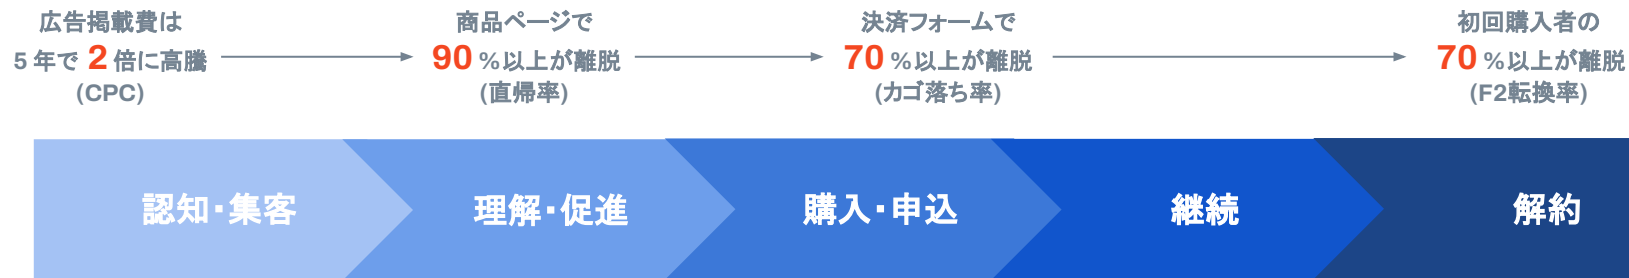 広告掲載費は
5 年で 2 倍に高騰
(CPC)
商品ページで
90 %以上が離脱
(直帰率)
決済フォームで
70 %以上が離脱
(カゴ落ち率)
初回購入者の
70 %以上が離脱
(F2転換率)
認知・集客
理解・促進
購入・申込
継続
解約